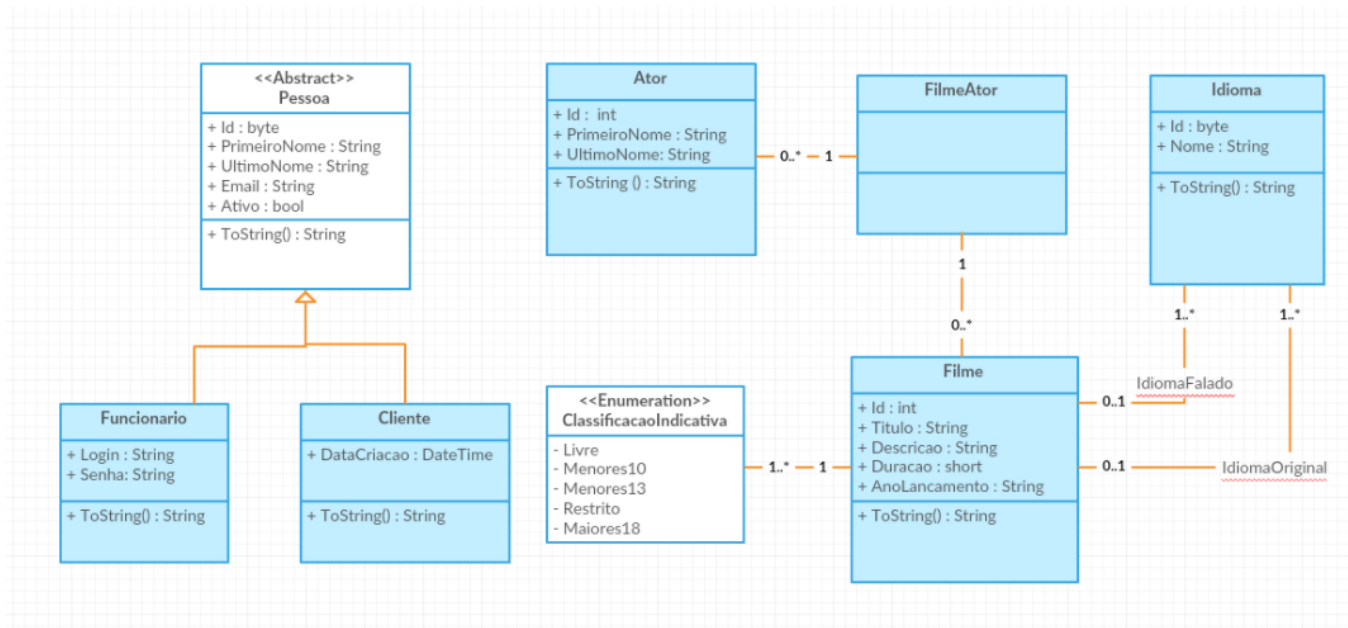 <<Abstract>>
Pessoa
+ Id : byte
+ PrimeiroNome : String
+ UltimoNome : String
+ Email : String
+ Ativo : bool
+ ToString() : String
Ator
+ Id : int
+ PrimeiroNome : String
+ UltimoNome: String
+ ToString () : String
0..*
1
FilmeAtor
1
0..*
Idioma
+ Id : byte
+ Nome : String
+ ToString() : String
1..*
1..*
IdiomaFalado
0..1
IdiomaOriginal
0..1
Funcionario
+ Login : String
+ Senha: String
+ ToString() : String
Cliente
+ DataCriacao : DateTime
+ ToString() : String
<<Enumeration>>
ClassificacaoIndicativa
- Livre
- Menores10
- Menores13
- Restrito
- Maiores18
1..*
1
Filme
+ Id : int
+ Titulo : String
+ Descricao : String
+ Duracao : short
+ AnoLancamento : String
+ ToString() : String